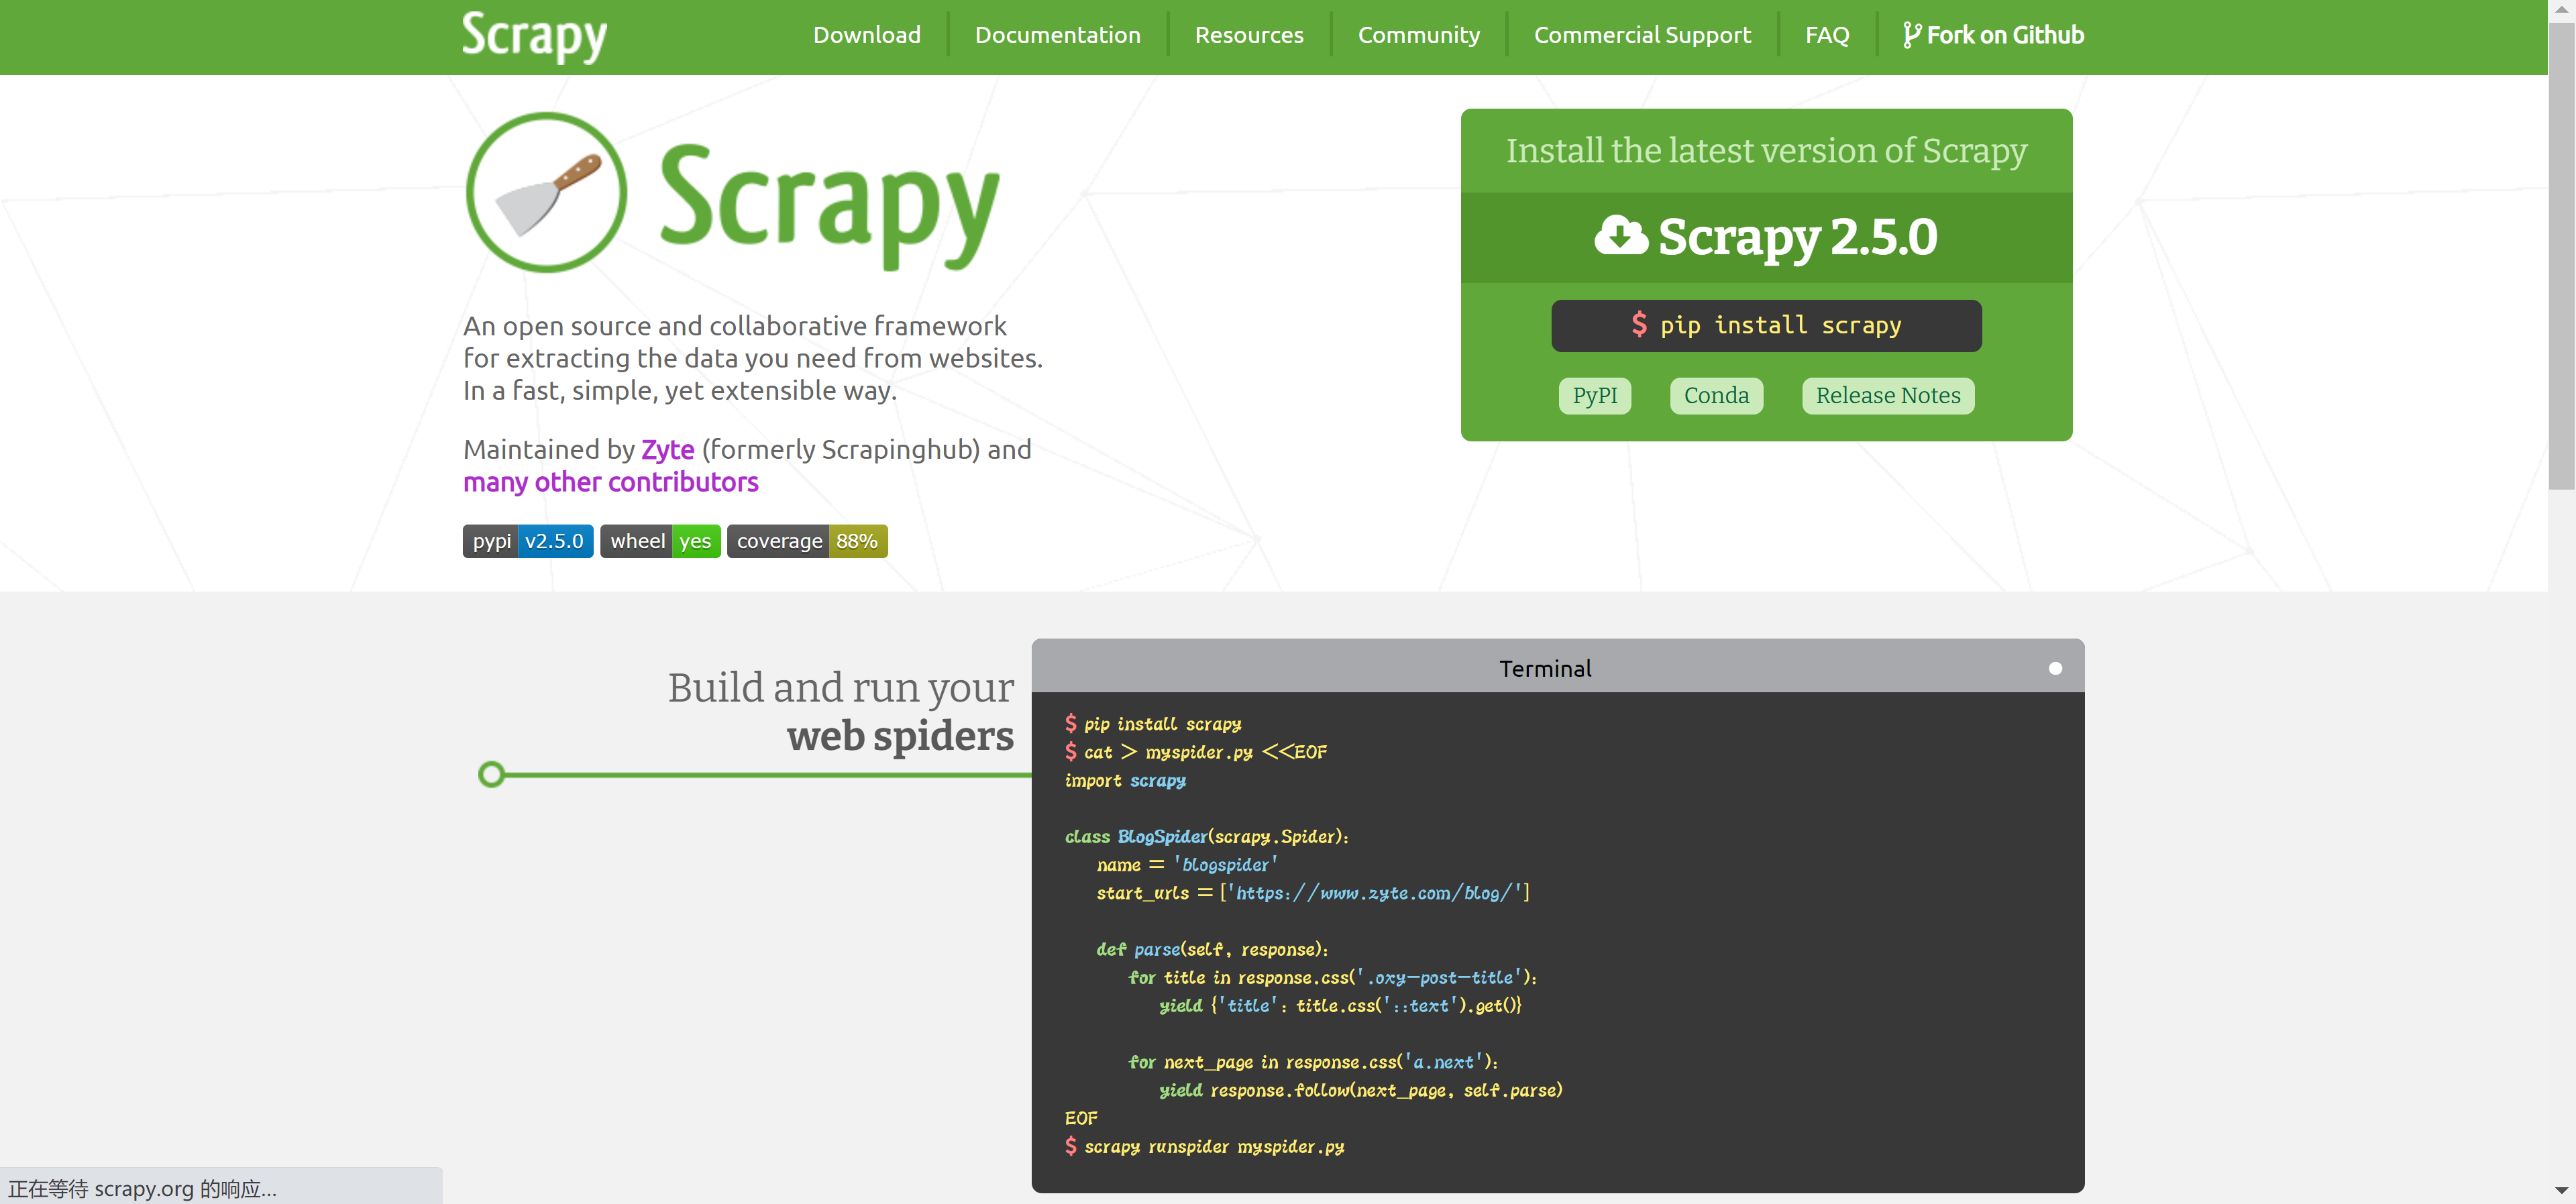 Scrapy
Download
Documentation
Resources
Community
Commercial Support
FAQ
Fork on Github
Scrapy
An open source and collaborative framework
for extracting the data you need from websites.
In a fast, simple, yet extensible way.
Maintained by Zyte (formerly Scrapinghub) and
many other contributors
pypi v2.5.0 wheel yes coverage 88%
Install the latest version of Scrapy
Scrapy 2.5.0
$ pip install scrapy
PyPI
Conda
Release Notes
Build and run your
web spiders
Terminal
$ pip install scrapy
$ cat > myspider.py <<EOF
import scrapy
class BlogSpider(scrapy.Spider):
name = 'blogspider'
start_urls = ['https://www.zyte.com/blog/']
def parse(self, response):
for title in response.css('.oxy-post-title'):
yield {'title': title.css('::text').get()}
for next_page in response.css('a.next'):
yield response.follow(next_page, self.parse)
EOF
$ scrapy runspider myspider.py
正在等待 scrapy.org 的响应...